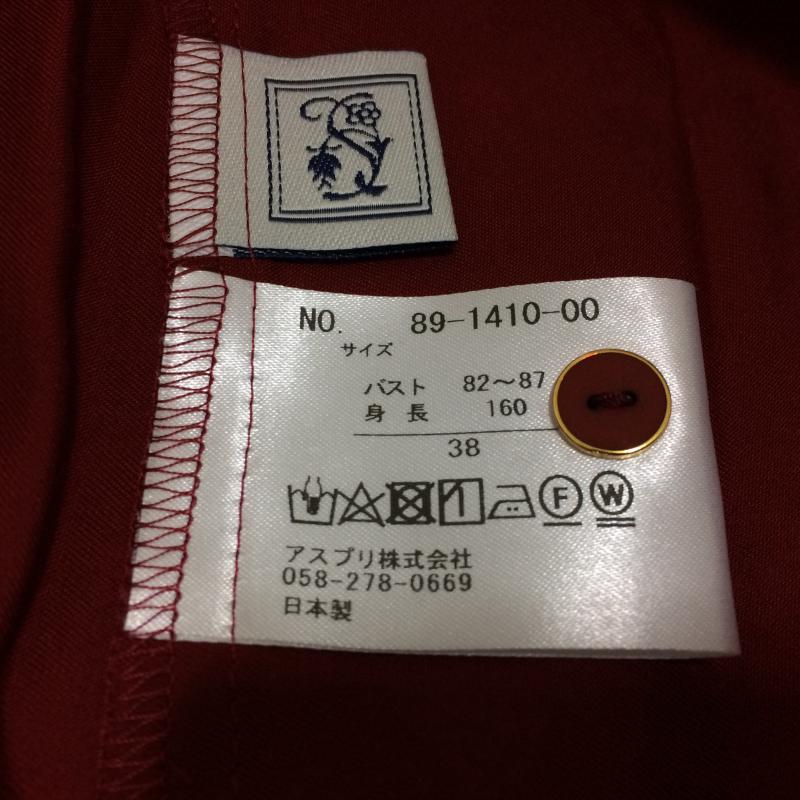 NO. 89-1410-00
サイズ
バスト 82～87
身長 160
38
F W
アスプリ株式会社
058-278-0669
日本製